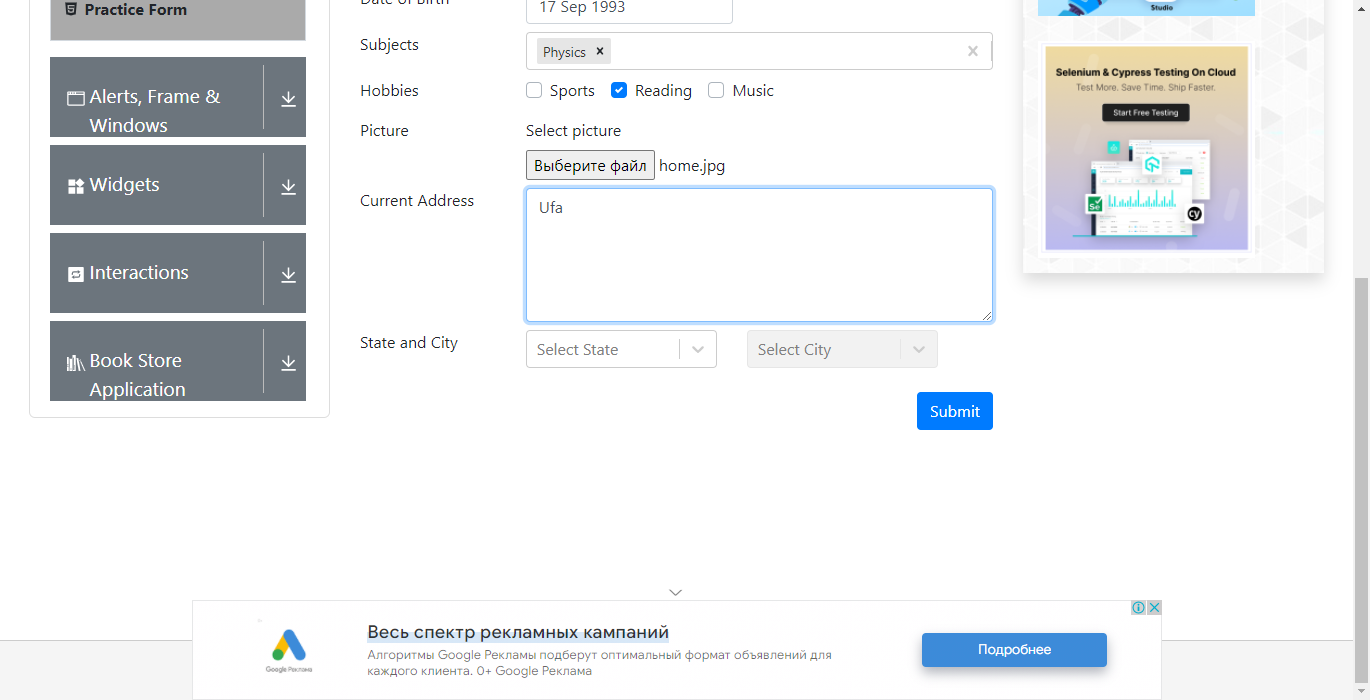 Practice Form
Alerts, Frame &
Windows
Widgets
Interactions
Book Store
Application
Date of Birth
17 Sep 1993
Subjects
Physics
Hobbies
Sports
Reading
Music
Picture
Select picture
Выберите файл home.jpg
Current Address
Ufa
State and City
Select State
Select City
Submit
Studio
Selenium & Cypress Testing On Cloud
Test More. Save Time. Ship Faster.
Start Free Testing
Se
cy
Google Реклама
Весь спектр рекламных кампаний
Алгоритмы Google Рекламы подберут оптимальный формат объявлений для
каждого клиента. 0+ Google Реклама
Подробнее